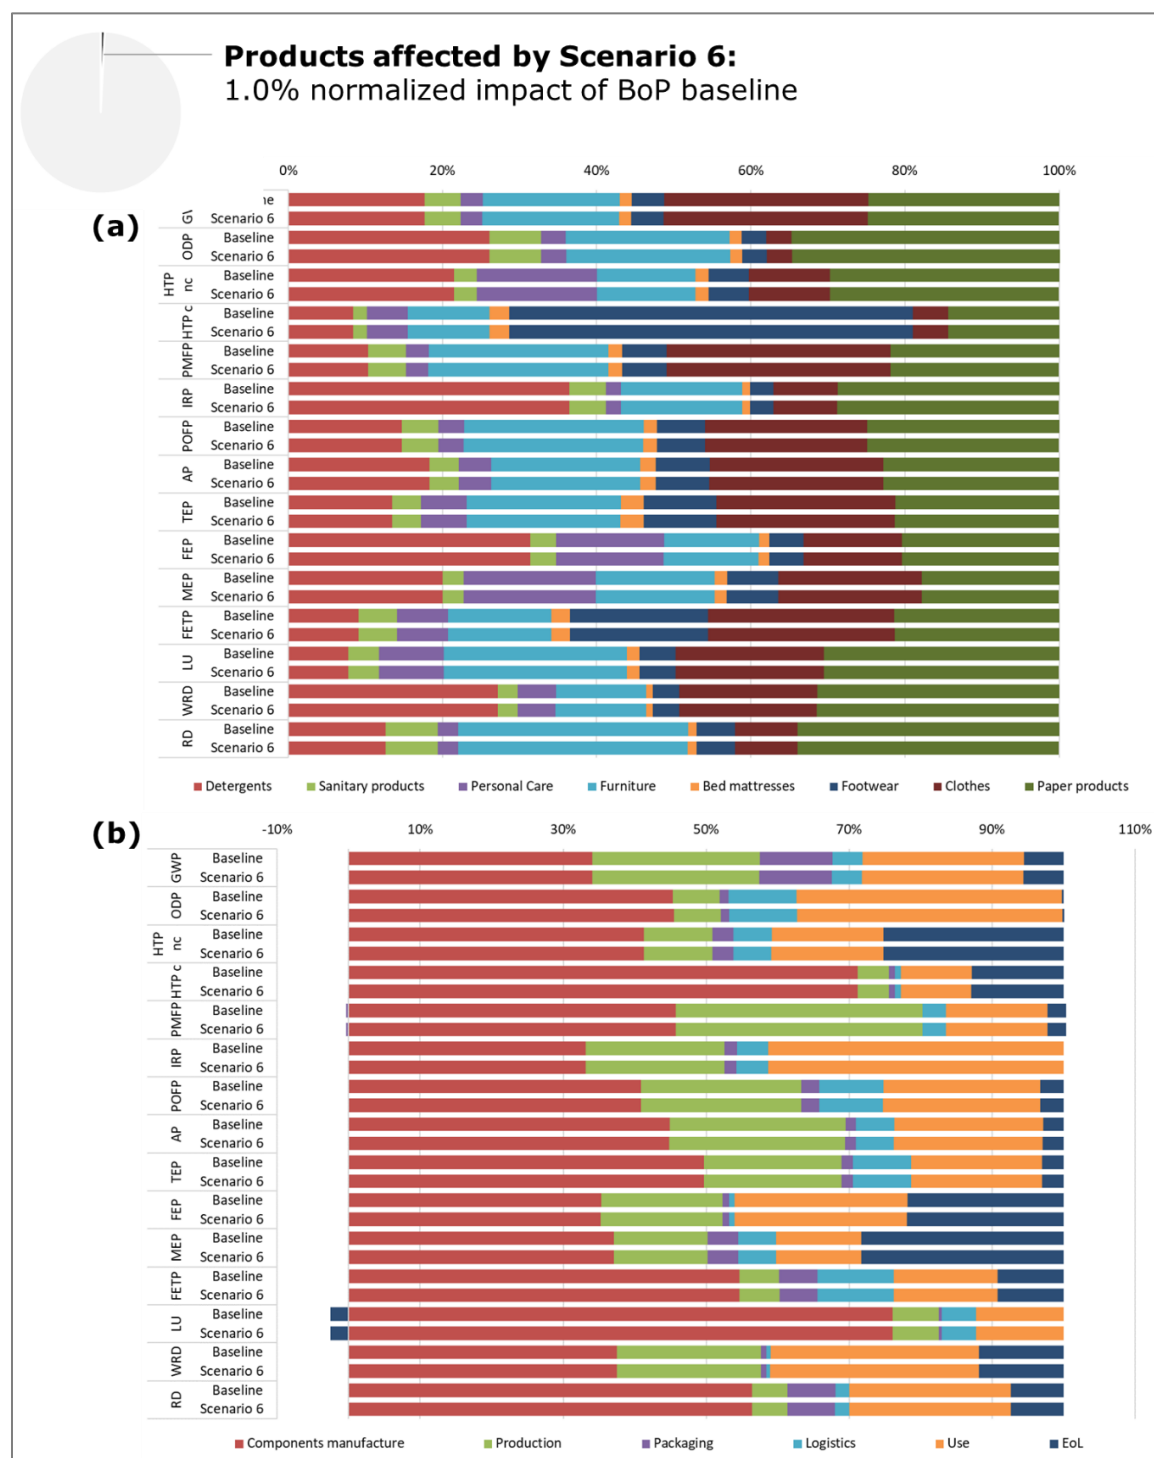 Products affected by Scenario 6:
1.0% normalized impact of BoP baseline
(a)
0% 20% 40% 60% 80% 100%
Scenario 6
ODP Baseline
Scenario 6
HTP nc Baseline
Scenario 6
HTP c Baseline
Scenario 6
PMFP Baseline
Scenario 6
IRP Baseline
Scenario 6
POFP Baseline
Scenario 6
AP Baseline
Scenario 6
TEP Baseline
Scenario 6
FEP Baseline
Scenario 6
MEP Baseline
Scenario 6
FETP Baseline
Scenario 6
LU Baseline
Scenario 6
WRD Baseline
Scenario 6
RD Baseline
Scenario 6
Detergents Sanitary products Personal Care Furniture Bed mattresses Footwear Clothes Paper products
(b)
-10% 10% 30% 50% 70% 90% 110%
GWP Baseline
Scenario 6
ODP Baseline
Scenario 6
HTP nc Baseline
Scenario 6
HTP c Baseline
Scenario 6
PMFP Baseline
Scenario 6
IRP Baseline
Scenario 6
POFP Baseline
Scenario 6
AP Baseline
Scenario 6
TEP Baseline
Scenario 6
FEP Baseline
Scenario 6
MEP Baseline
Scenario 6
FETP Baseline
Scenario 6
LU Baseline
Scenario 6
WRD Baseline
Scenario 6
RD Baseline
Scenario 6
Components manufacture Production Packaging Logistics Use EoL